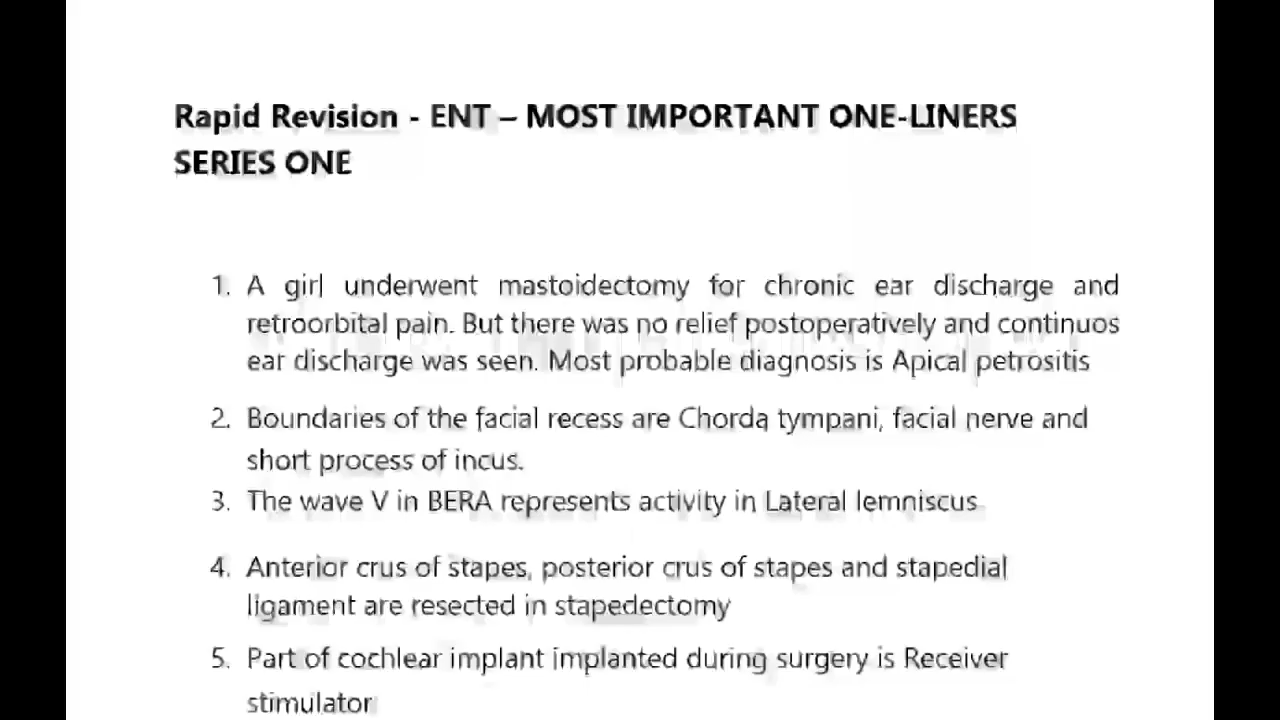 Rapid Revision - ENT – MOST IMPORTANT ONE-LINERS
SERIES ONE
1. A girl underwent mastoidectomy for chronic ear discharge and
retroorbital pain. But there was no relief postoperatively and continuos
ear discharge was seen. Most probable diagnosis is Apical petrositis
2. Boundaries of the facial recess are Chorda tympani, facial nerve and
short process of incus.
3. The wave V in BERA represents activity in Lateral lemniscus
4. Anterior crus of stapes, posterior crus of stapes and stapedial
ligament are resected in stapedectomy
5. Part of cochlear implant implanted during surgery is Receiver
stimulator